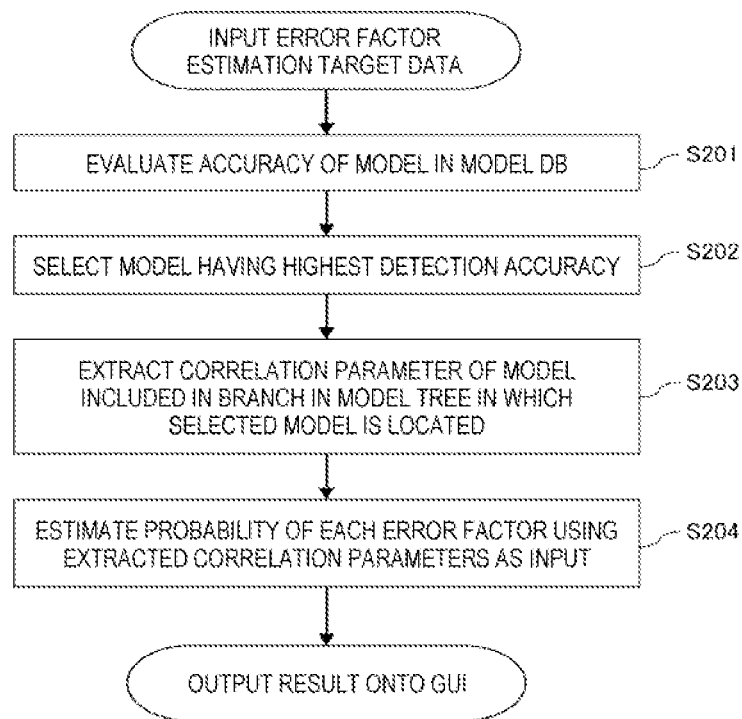 INPUT ERROR FACTOR
ESTIMATION TARGET DATA
EVALUATE ACCURACY OF MODEL IN MODEL DB
S201
SELECT MODEL HAVING HIGHEST DETECTION ACCURACY
S202
EXTRACT CORRELATION PARAMETER OF MODEL
INCLUDED IN BRANCH IN MODEL TREE IN WHICH
SELECTED MODEL IS LOCATED
S203
ESTIMATE PROBABILITY OF EACH ERROR FACTOR USING
EXTRACTED CORRELATION PARAMETERS AS INPUT
S204
OUTPUT RESULT ONTO GUI